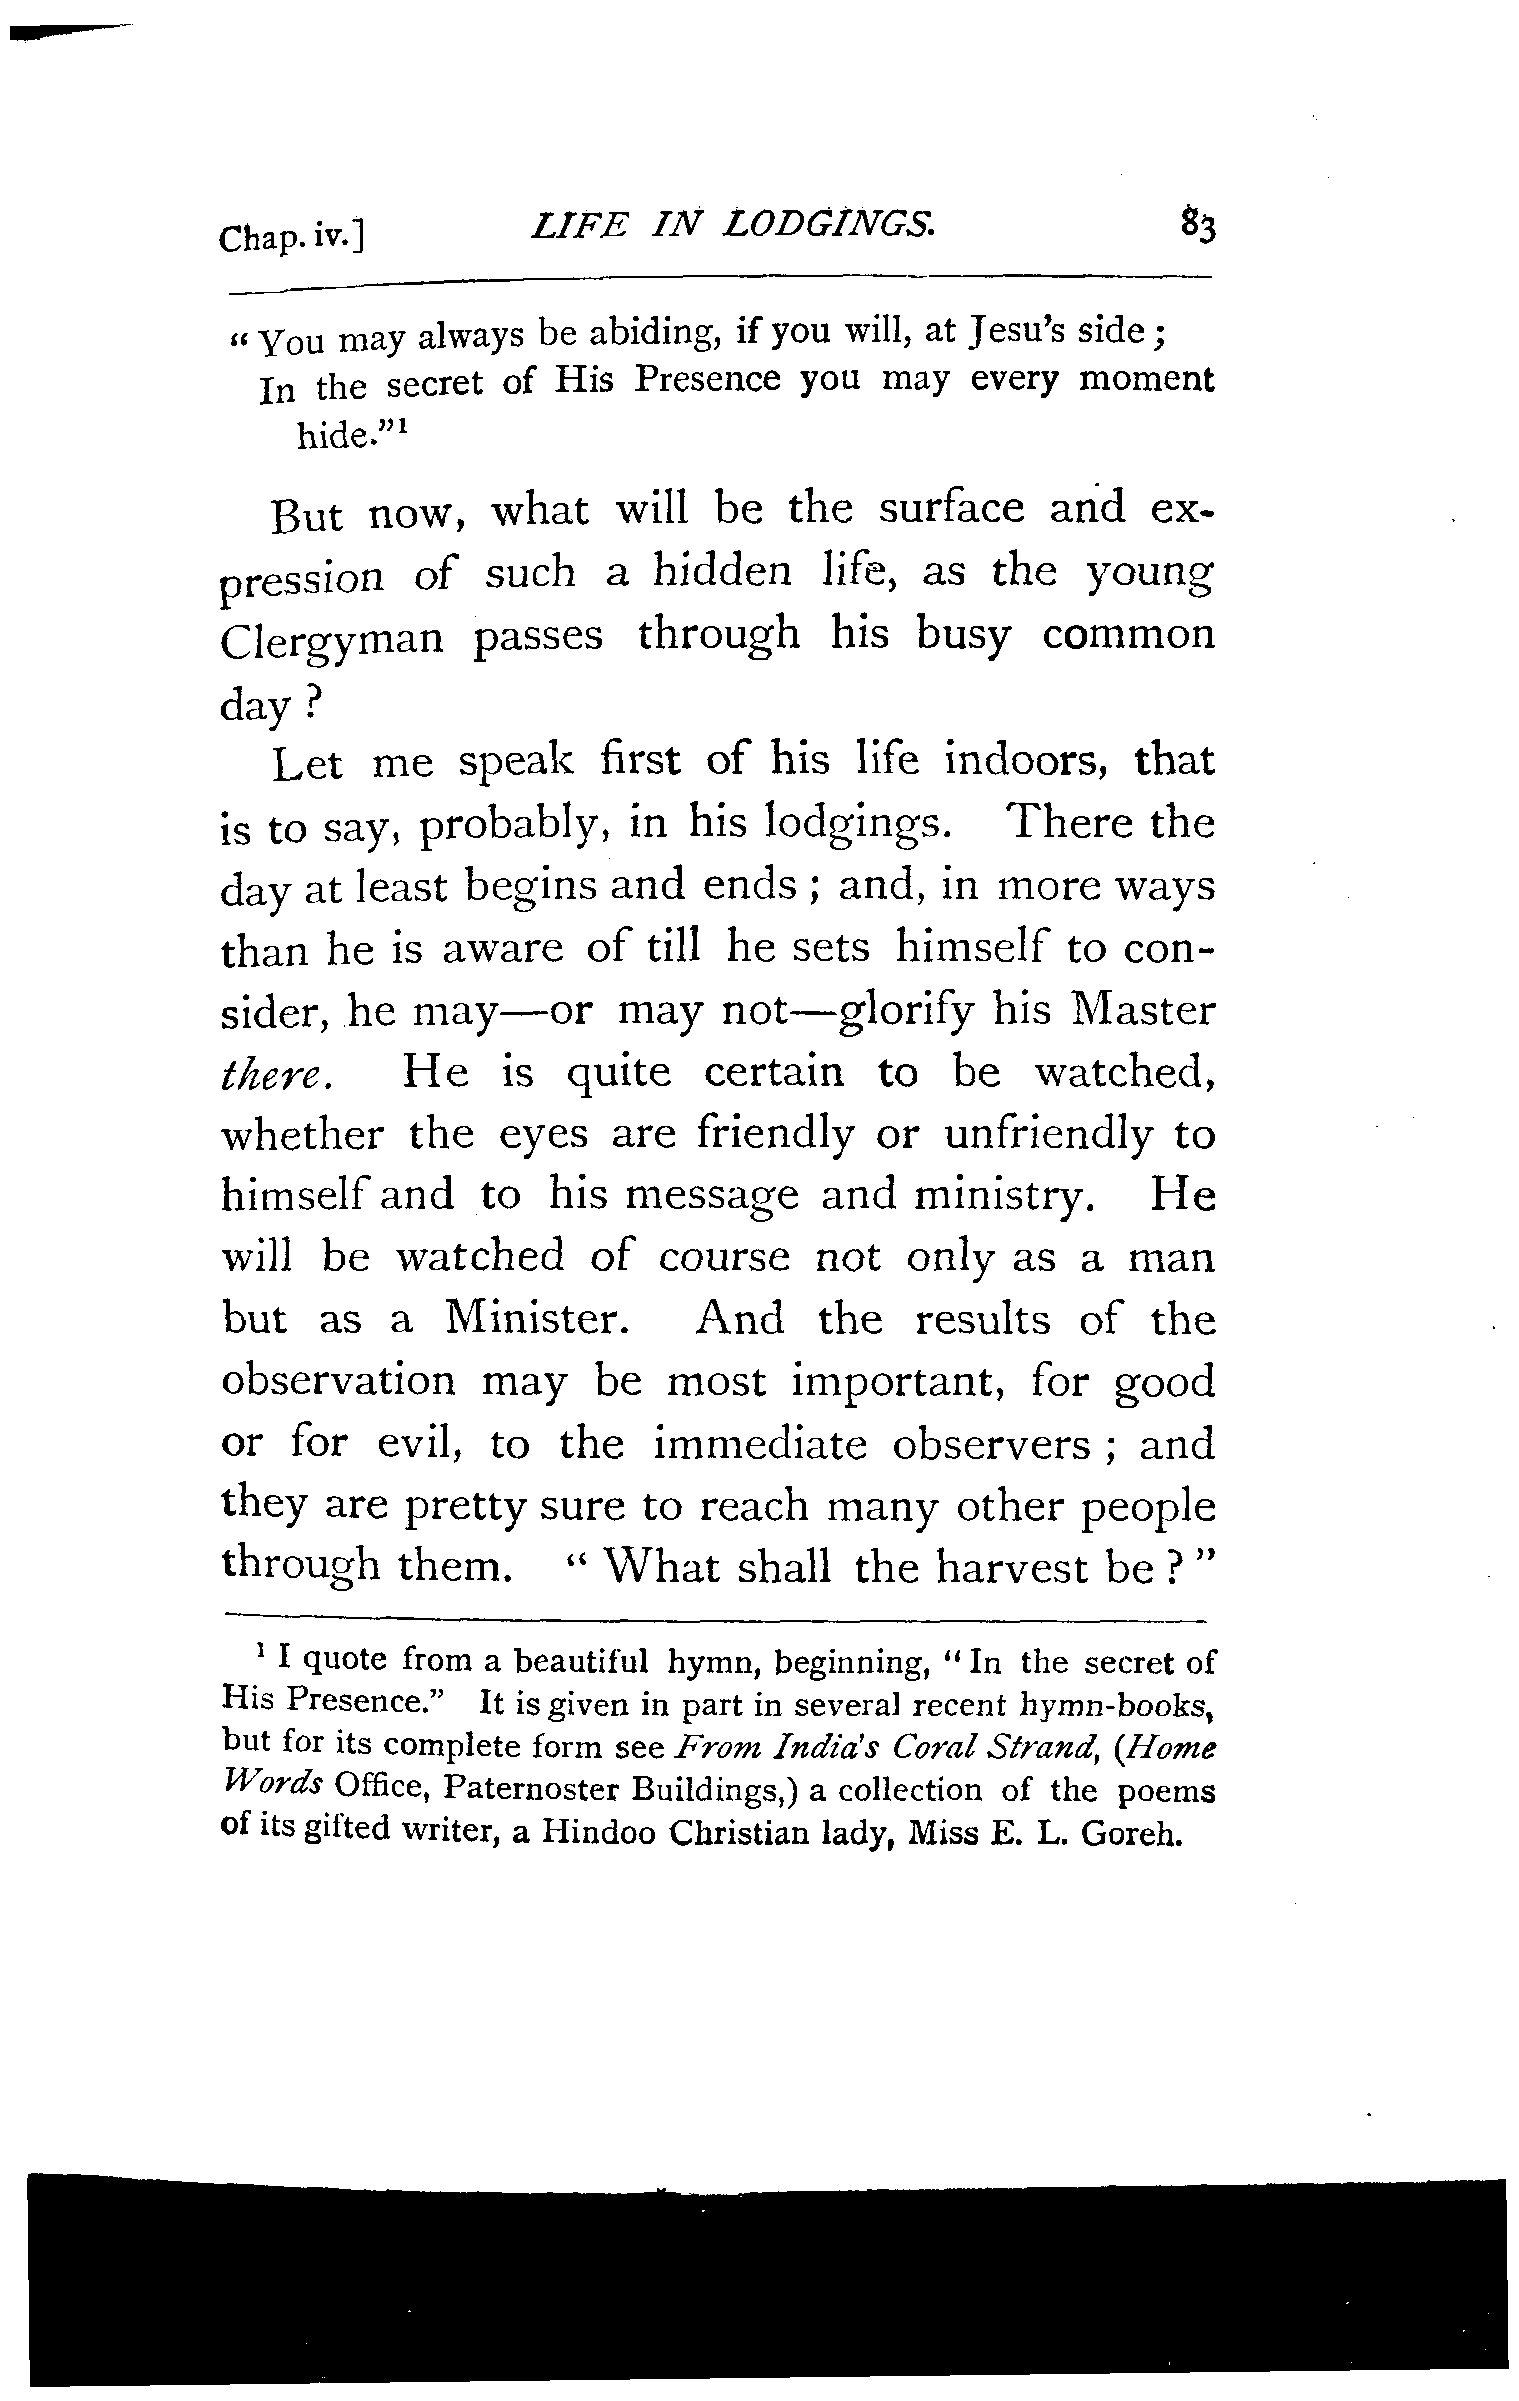 Chap. iv.] LIFE IN LODGINGS. 83
“ You may always be abiding, if you will, at Jesu’s side ;
In the secret of His Presence you may every moment
hide.”¹
But now, what will be the surface and ex-
pression of such a hidden life, as the young
Clergyman passes through his busy common
day ?
Let me speak first of his life indoors, that
is to say, probably, in his lodgings. There the
day at least begins and ends ; and, in more ways
than he is aware of till he sets himself to con-
sider, he may—or may not—glorify his Master
there. He is quite certain to be watched,
whether the eyes are friendly or unfriendly to
himself and to his message and ministry. He
will be watched of course not only as a man
but as a Minister. And the results of the
observation may be most important, for good
or for evil, to the immediate observers ; and
they are pretty sure to reach many other people
through them. “ What shall the harvest be ? ”
¹ I quote from a beautiful hymn, beginning, “ In the secret of
His Presence.” It is given in part in several recent hymn-books,
but for its complete form see From India’s Coral Strand, (Home
Words Office, Paternoster Buildings,) a collection of the poems
of its gifted writer, a Hindoo Christian lady, Miss E. L. Goreh.